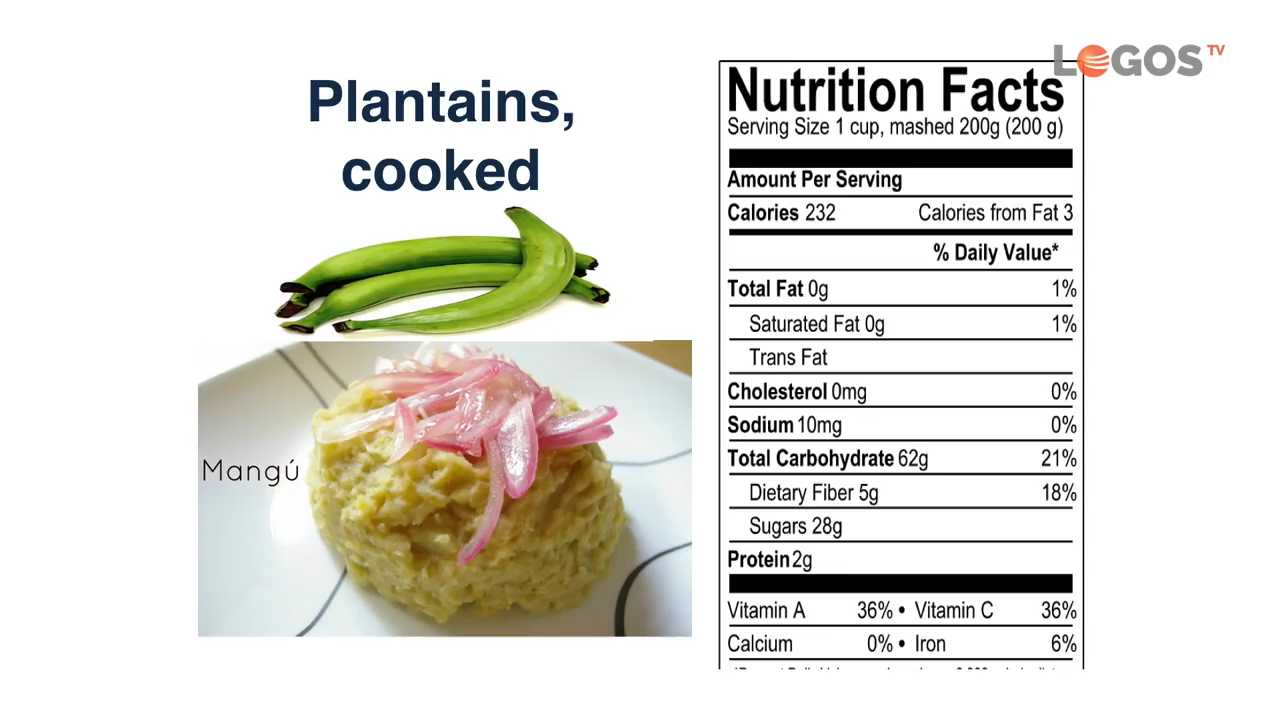 LOGOS TV
Plantains,
cooked
Mangú
Nutrition Facts
Serving Size 1 cup, mashed 200g (200 g)
Amount Per Serving
Calories 232 Calories from Fat 3
% Daily Value*
Total Fat 0g 1%
Saturated Fat 0g 1%
Trans Fat
Cholesterol 0mg 0%
Sodium 10mg 0%
Total Carbohydrate 62g 21%
Dietary Fiber 5g 18%
Sugars 28g
Protein 2g
Vitamin A 36% • Vitamin C 36%
Calcium 0% • Iron 6%